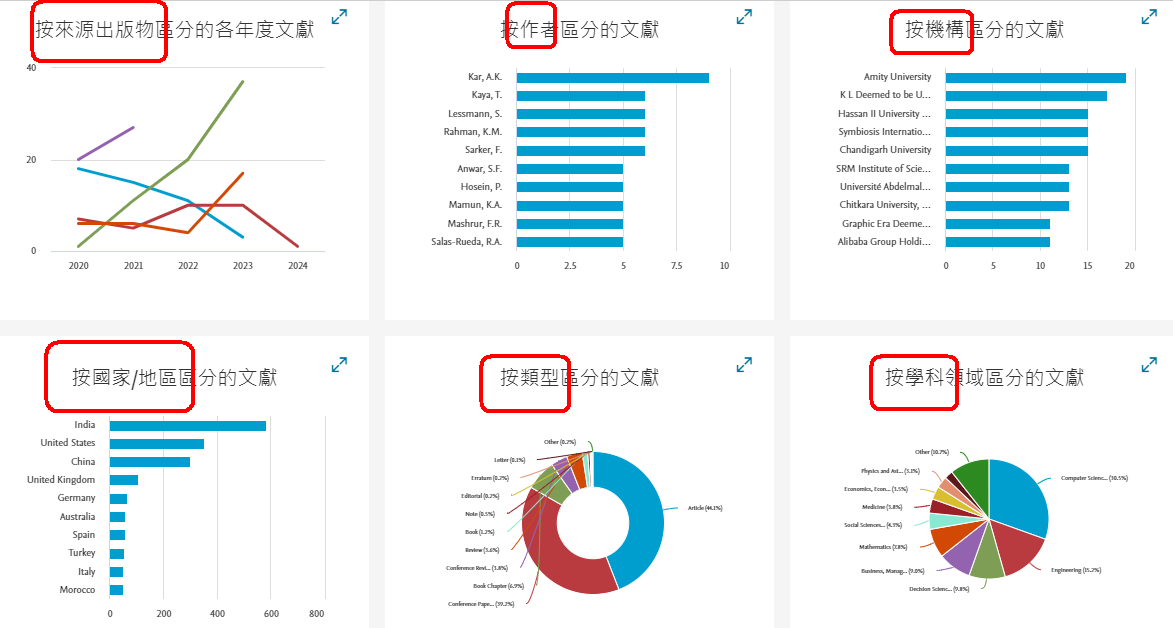 按來源出版物區分的各年度文獻
40
20
0
2020 2021 2022 2023 2024
按作者區分的文獻
Kar, A.K.
Kaya, T.
Lessmann, S.
Rahman, K.M.
Sarker, F.
Anwar, S.F.
Hosein, P.
Mamun, K.A.
Mashrur, F.R.
Salas-Rueda, R.A.
0 2.5 5 7.5 10
按機構區分的文獻
Amity University
K L Deemed to be U...
Hassan II University ...
Symbiosis Internatio...
Chandigarh University
SRM Institute of Scie...
Université Abdelmal...
Chitkara University, ...
Graphic Era Deeme...
Alibaba Group Holdi...
0 5 10 15 20
按國家/地區區分的文獻
India
United States
China
United Kingdom
Germany
Australia
Spain
Turkey
Italy
Morocco
0 200 400 600 800
按類型區分的文獻
Other (0.2%)
Letter (0.1%)
Erratum (0.2%)
Editorial (0.2%)
Note (0.5%)
Book (1.2%)
Review (3.6%)
Conference Revi... (3.8%)
Book Chapter (6.9%)
Conference Pape... (39.2%)
Article (44.1%)
按學科領域區分的文獻
Other (10.7%)
Physics and Ast... (3.1%)
Economics, Econ... (3.5%)
Medicine (3.8%)
Social Sciences... (4.3%)
Mathematics (7.8%)
Business, Manag... (9.0%)
Decision Scienc... (9.8%)
Engineering (15.2%)
Computer Scienc... (30.5%)